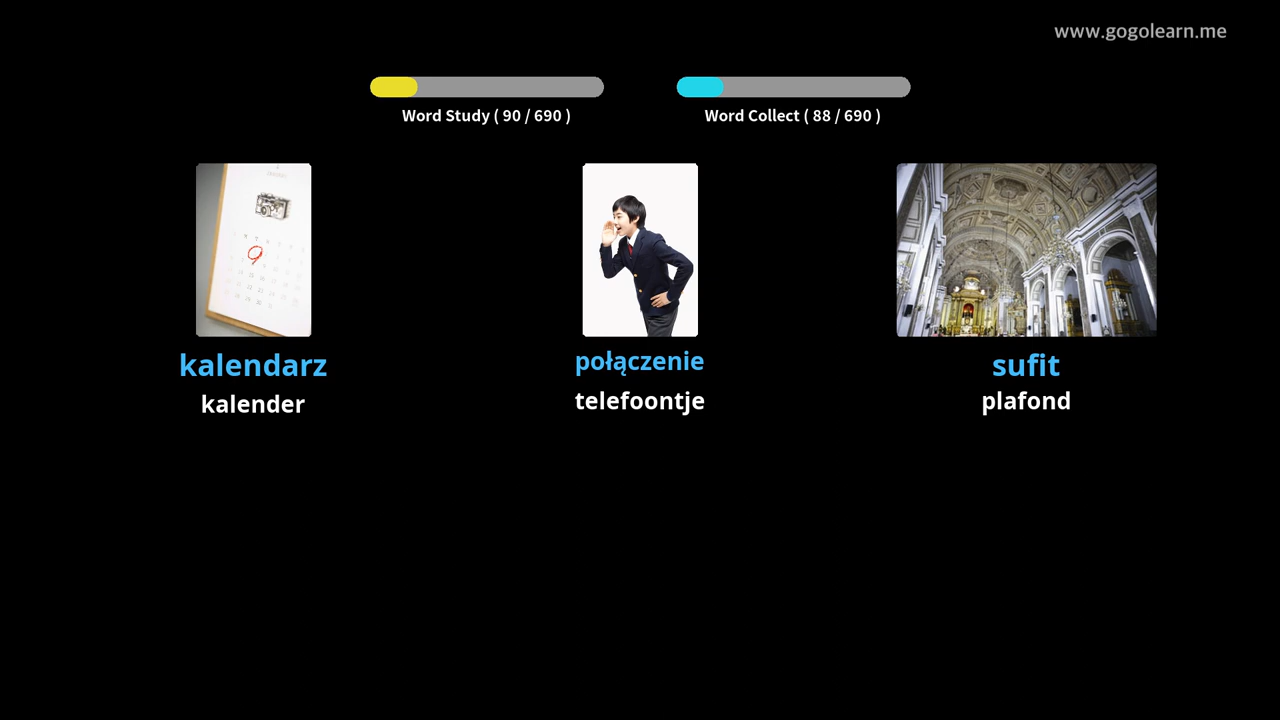 www.gogolearn.me
Word Study ( 90 / 690 )
Word Collect ( 88 / 690 )
kalendarz
kalender
połączenie
telefoontje
sufit
plafond